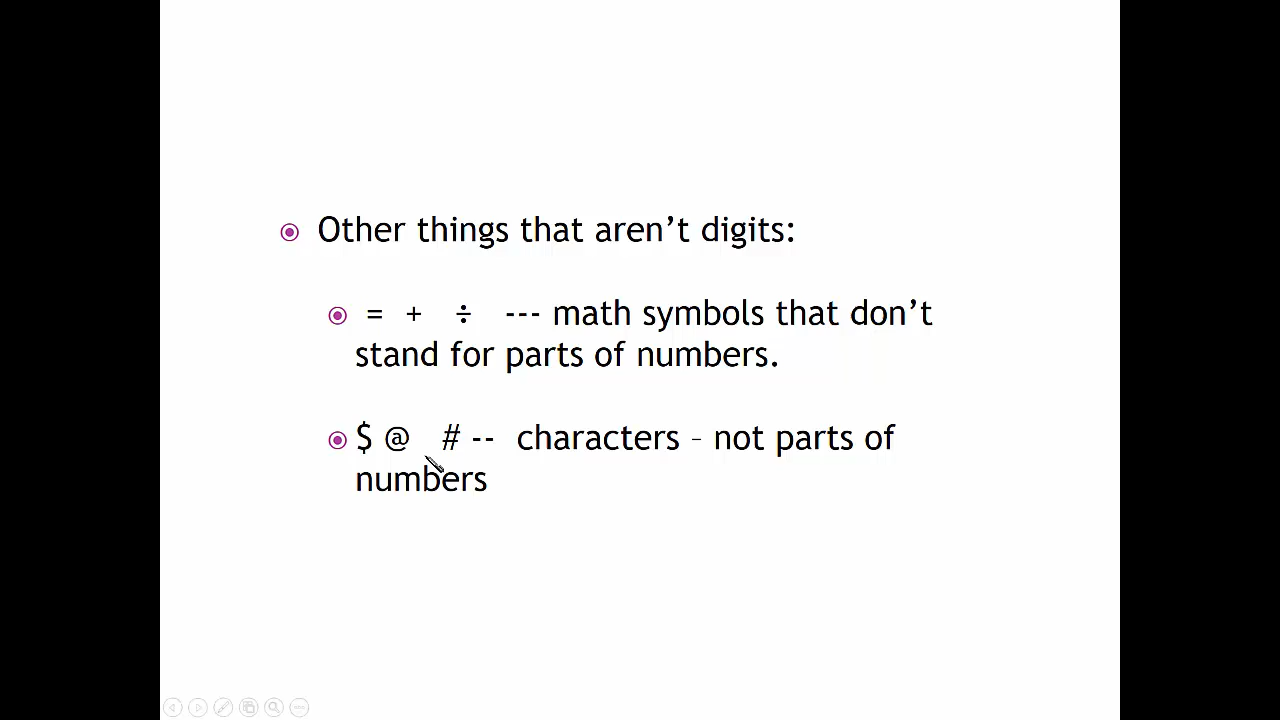 Other things that aren’t digits:
= + ÷ --- math symbols that don’t
stand for parts of numbers.
$ @ # -- characters – not parts of
numbers